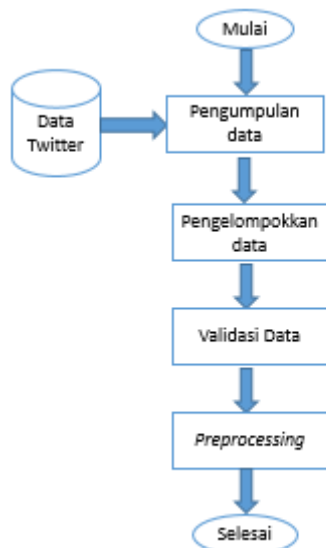 Mulai
Data
Twitter
Pengumpulan
data
Pengelompokkan
data
Validasi Data
Preprocessing
Selesai